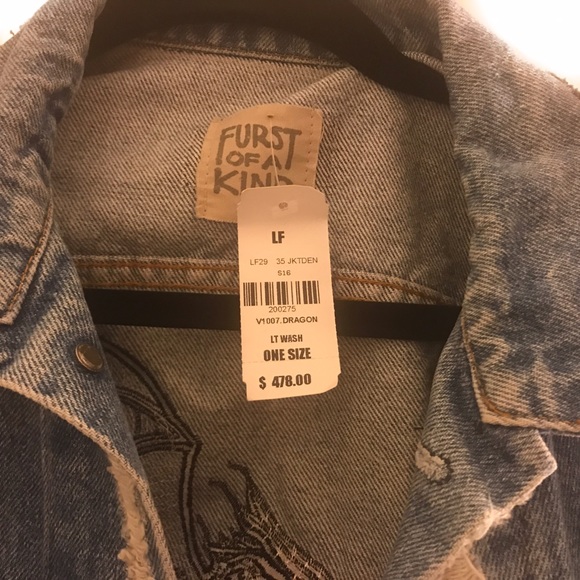 FURST
OF A
KIND
LF
LF29 35 JKTDEN
S16
200275
V1007.DRAGON
LT WASH
ONE SIZE
$ 478.00